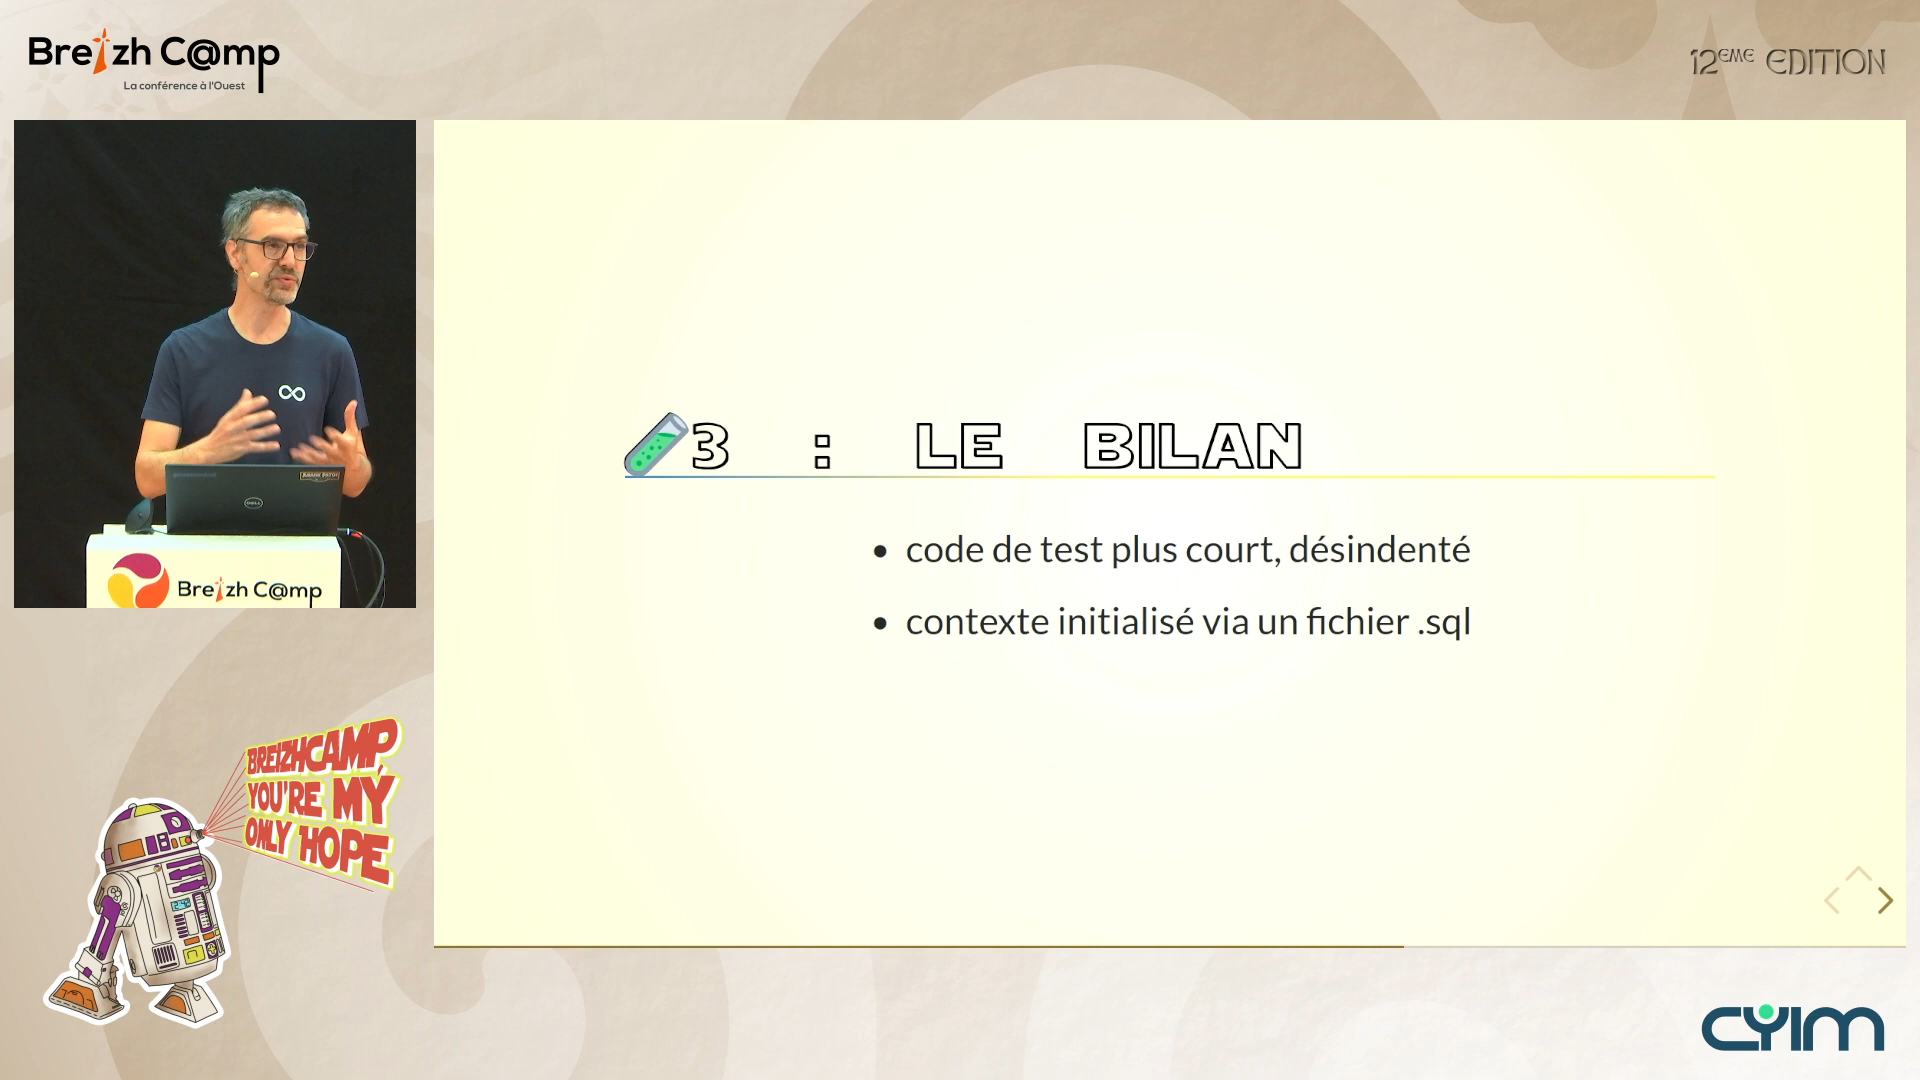 Breizh C@mp
La conférence à l'Ouest
12ÈME EDITION
3 : LE BILAN
• code de test plus court, désindenté
• contexte initialisé via un fichier .sql
DELL
Breizh C@mp
BREIZHCAMP,
YOU'RE MY
ONLY HOPE
CYIM